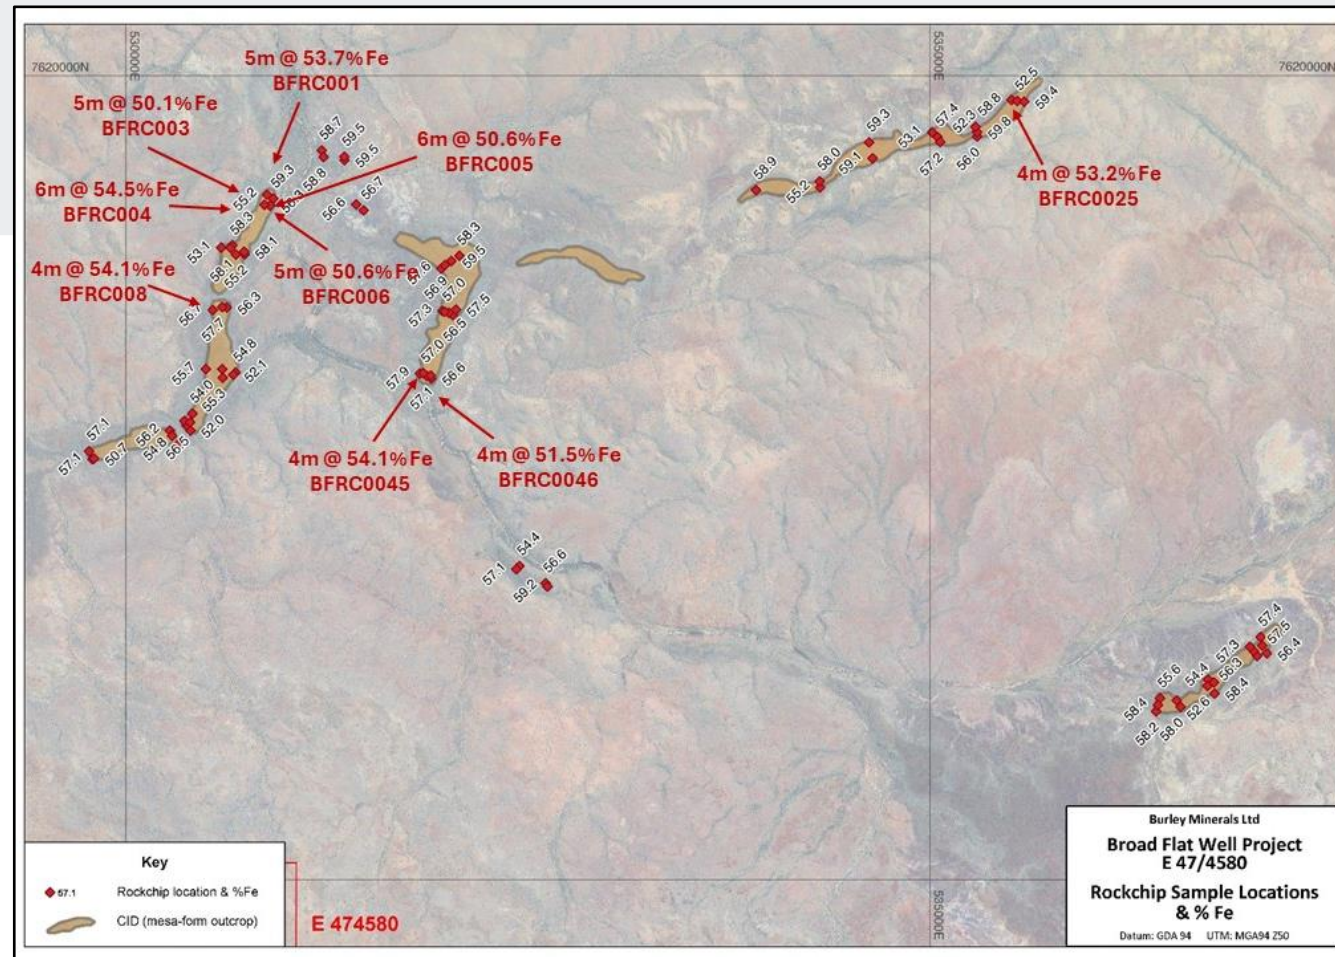 530000E
535000E
7620000N
7620000N
5m @ 53.7%Fe
BFRC001
5m @ 50.1%Fe
BFRC003
6m @ 50.6%Fe
BFRC005
6m @ 54.5%Fe
BFRC004
5m @ 50.6%Fe
BFRC006
4m @ 54.1%Fe
BFRC008
4m @ 53.2%Fe
BFRC0025
4m @ 54.1%Fe
BFRC0045
4m @ 51.5%Fe
BFRC0046
58.7
59.5
59.5
59.3
58.8
55.2
56.7
56.6
58.3
53.1
58.1
58.1
55.2
56.7
56.3
57.7
55.7
54.8
52.1
54.0
55.3
52.0
56.2
54.8
56.5
57.1
57.1
50.7
58.3
59.5
57.6
56.9
57.0
57.5
57.3
56.5
57.0
57.9
56.6
57.1
58.9
58.0
55.2
59.1
59.3
53.1
57.4
57.2
52.3
56.0
58.8
59.8
52.5
59.4
54.4
57.1
56.6
59.2
57.4
57.5
56.4
57.3
56.3
54.4
58.4
55.6
52.6
58.4
58.2
58.0
535000E
Key
57.1
Rockchip location & %Fe
CID (mesa-form outcrop)
E 474580
Burley Minerals Ltd
Broad Flat Well Project
E 47/4580
Rockchip Sample Locations
& % Fe
Datum: GDA 94 UTM: MGA94 Z50